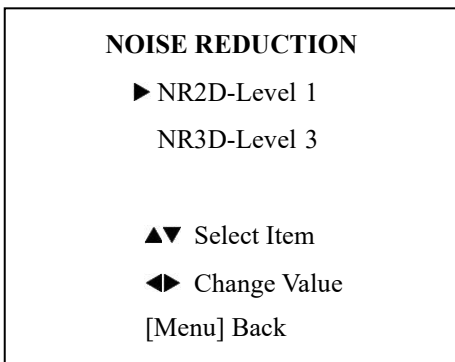 NOISE REDUCTION
▶ NR2D-Level 1
NR3D-Level 3
▲▼ Select Item
◀▶ Change Value
[Menu] Back